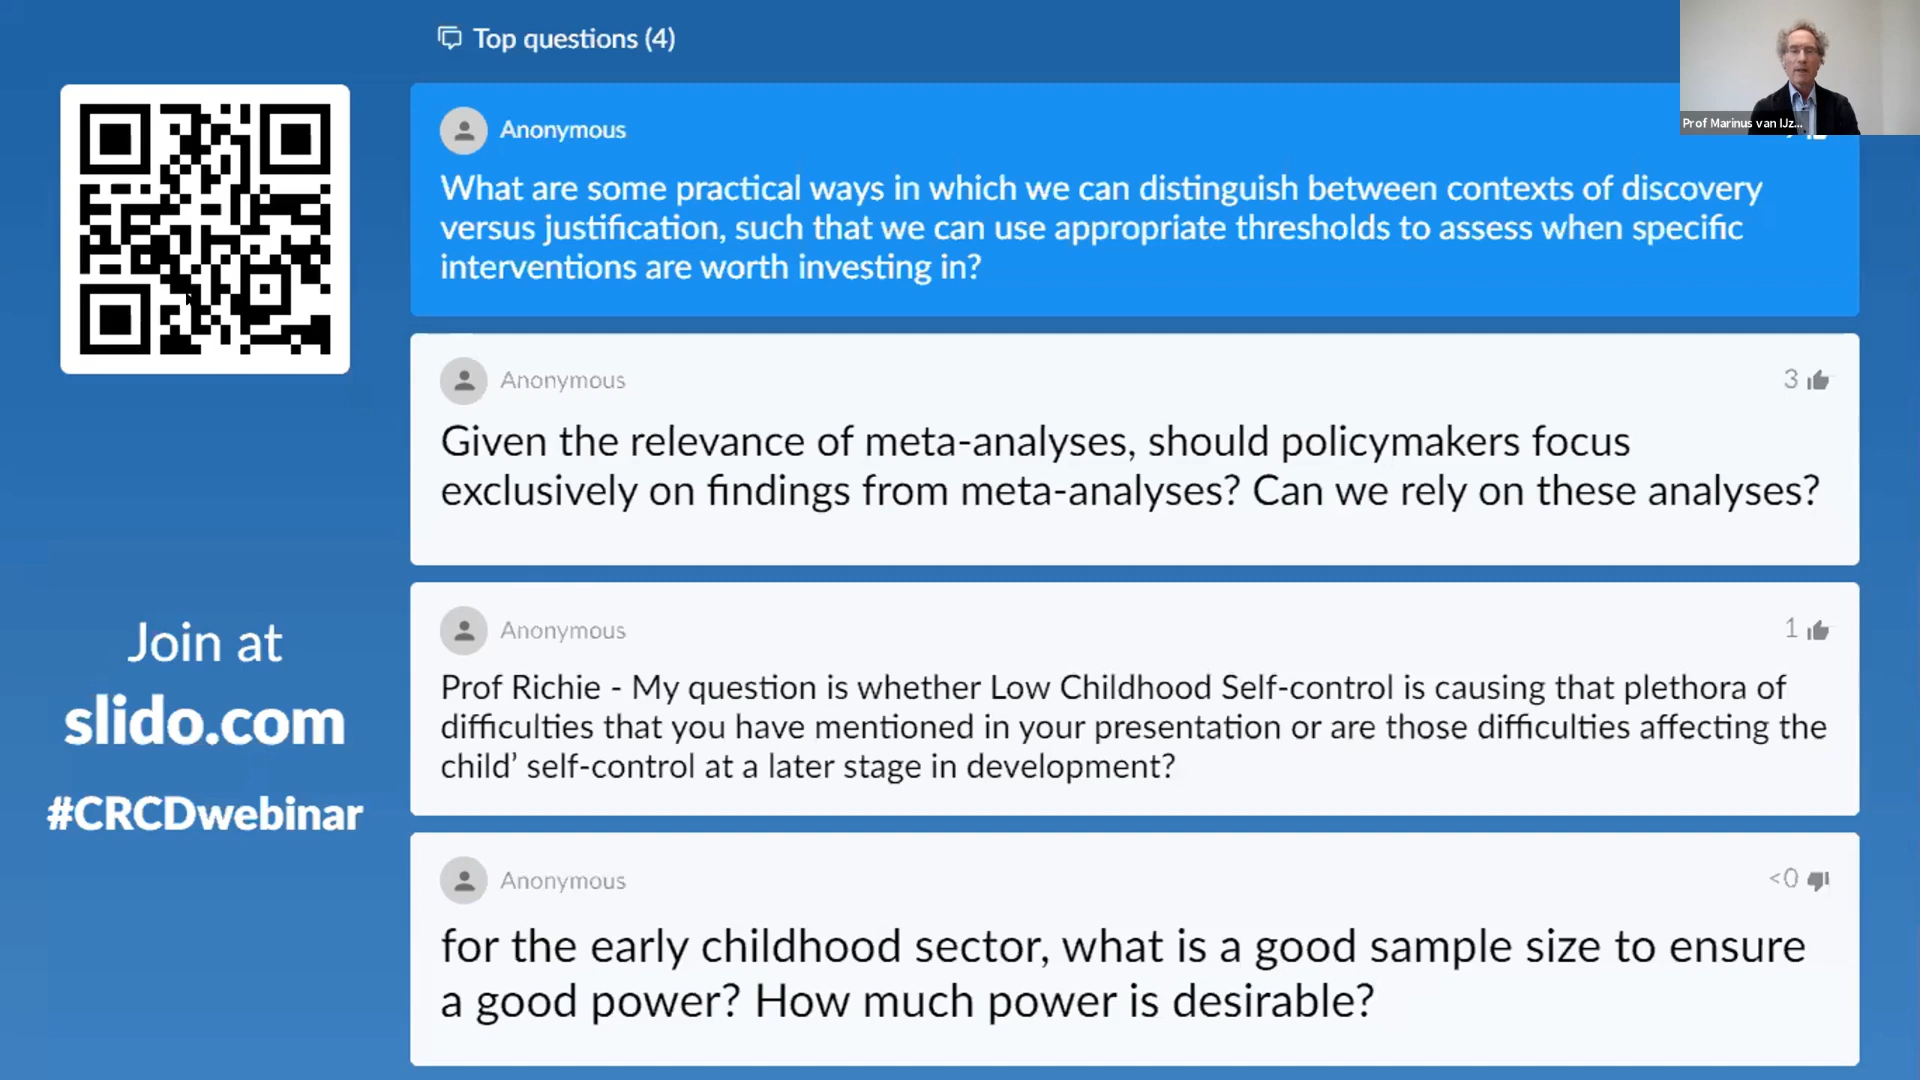 Top questions (4)
Prof Marinus van IJz...
Anonymous
What are some practical ways in which we can distinguish between contexts of discovery
versus justification, such that we can use appropriate thresholds to assess when specific
interventions are worth investing in?
Anonymous
3
Given the relevance of meta-analyses, should policymakers focus
exclusively on findings from meta-analyses? Can we rely on these analyses?
Anonymous
1
Prof Richie - My question is whether Low Childhood Self-control is causing that plethora of
difficulties that you have mentioned in your presentation or are those difficulties affecting the
child’ self-control at a later stage in development?
Anonymous
<0
for the early childhood sector, what is a good sample size to ensure
a good power? How much power is desirable?
Join at
slido.com
#CRCDwebinar